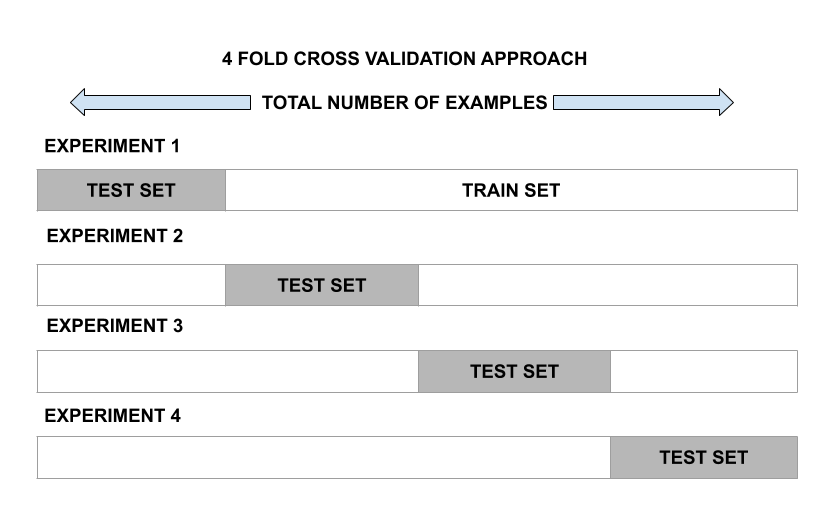 4 FOLD CROSS VALIDATION APPROACH
TOTAL NUMBER OF EXAMPLES
EXPERIMENT 1
TEST SET TRAIN SET
EXPERIMENT 2
TEST SET
EXPERIMENT 3
TEST SET
EXPERIMENT 4
TEST SET